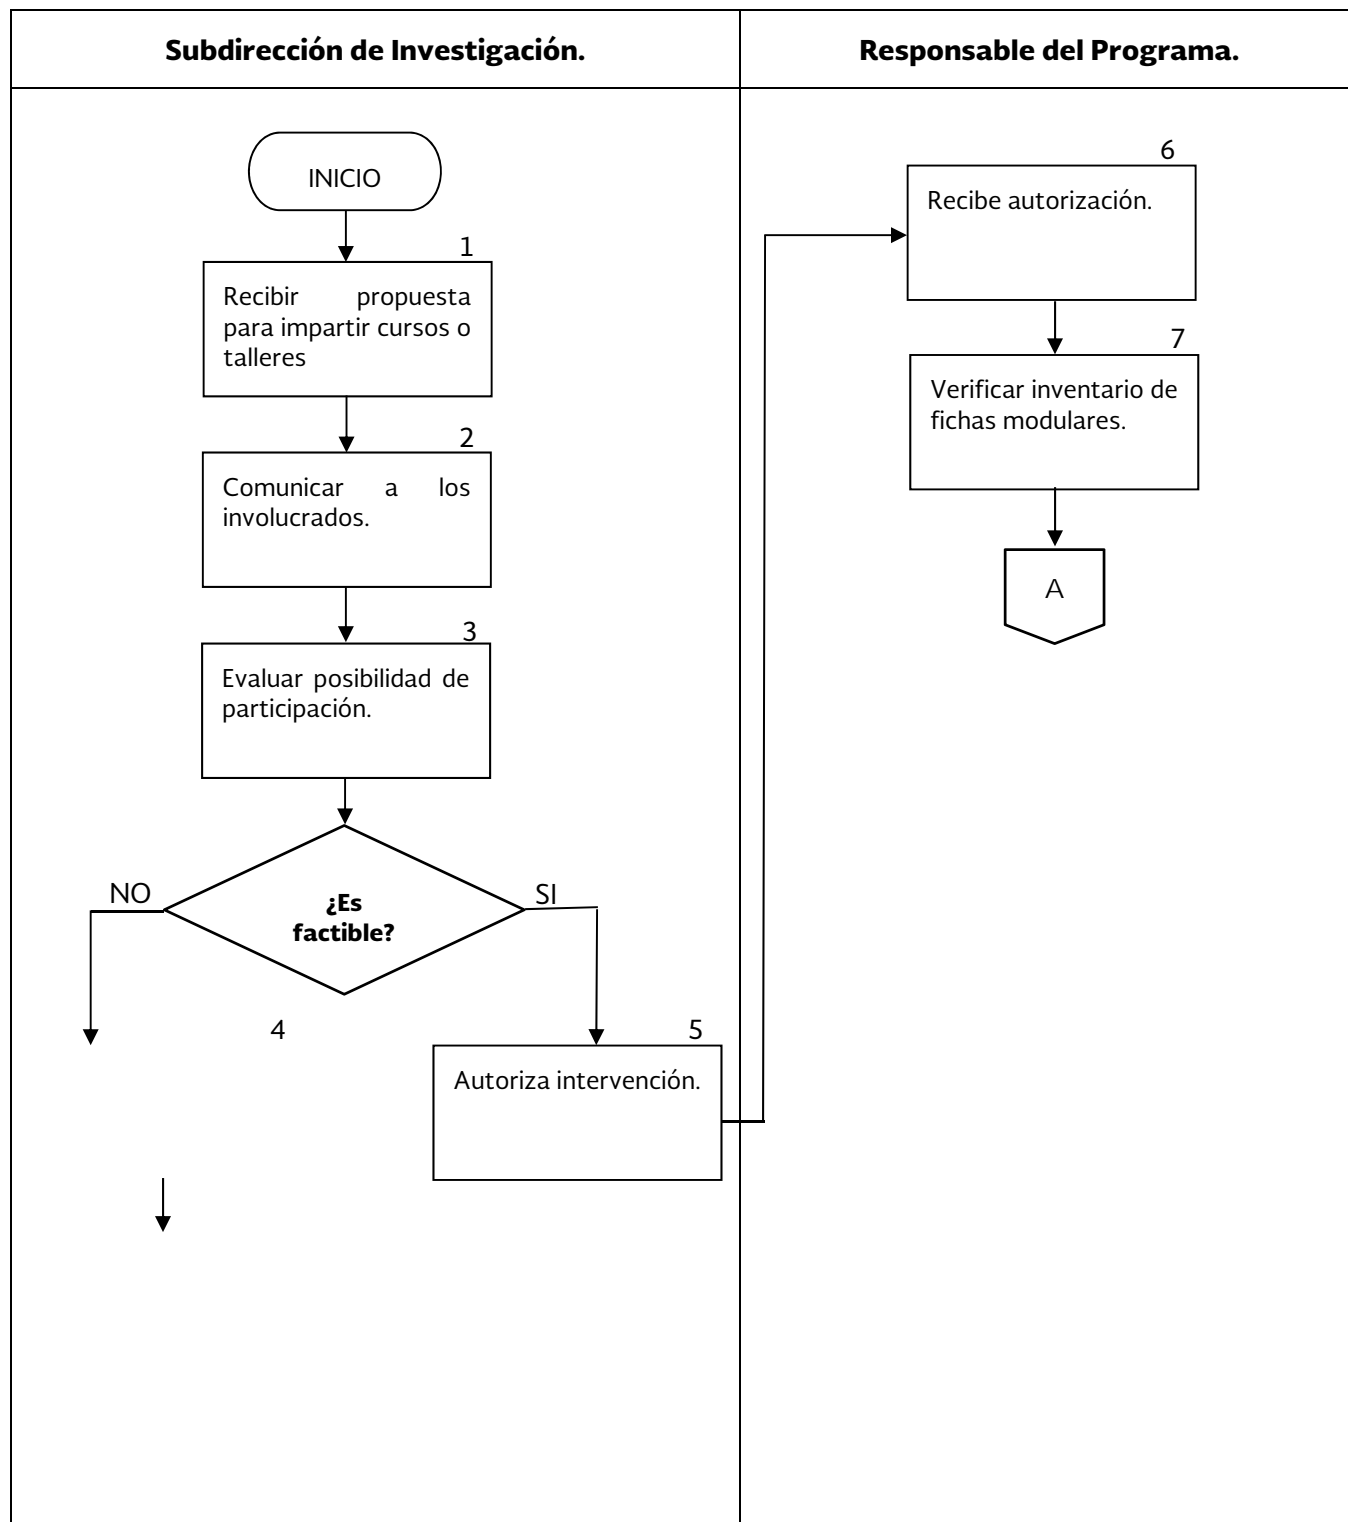 Subdirección de Investigación.
Responsable del Programa.
INICIO
1
Recibir propuesta
para impartir cursos o
talleres
2
Comunicar a los
involucrados.
3
Evaluar posibilidad de
participación.
NO
¿Es
factible?
SI
4
5
Autoriza intervención.
6
Recibe autorización.
7
Verificar inventario de
fichas modulares.
A